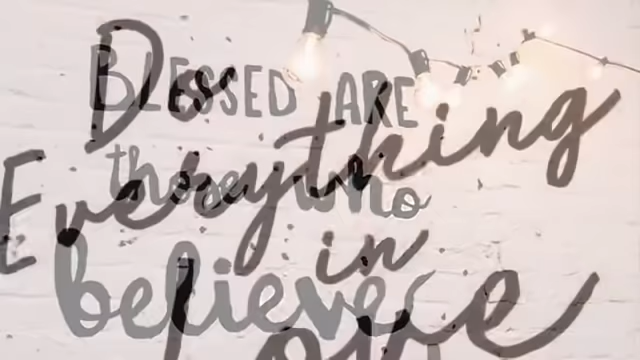 BLESSED ARE
those who
believe
Do
Everything
in
Love